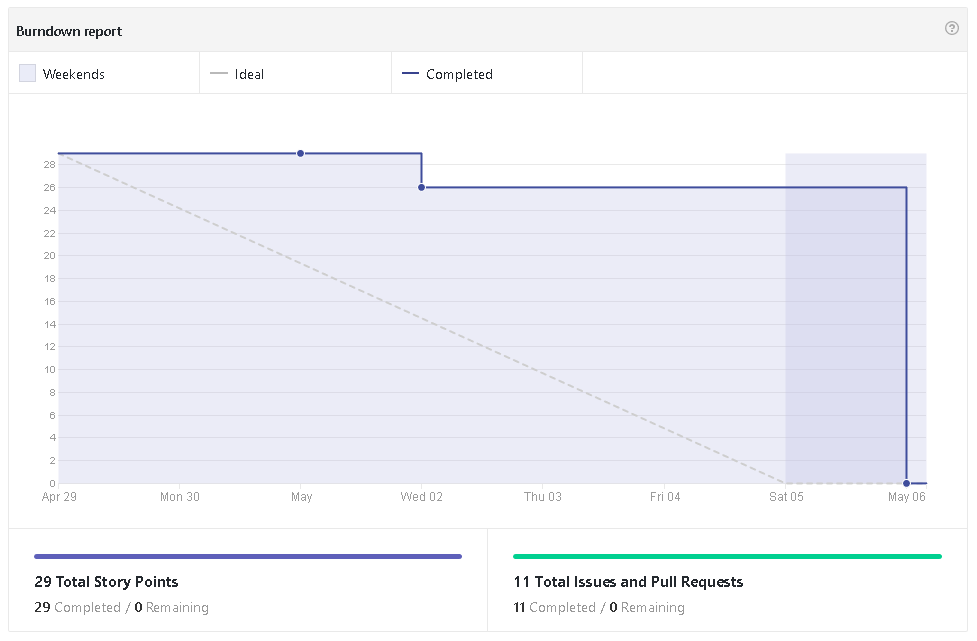 Burndown report
?
Weekends
Ideal
Completed
28
26
24
22
20
18
16
14
12
10
8
6
4
2
0
Apr 29 Mon 30 May Wed 02 Thu 03 Fri 04 Sat 05 May 06
29 Total Story Points
29 Completed / 0 Remaining
11 Total Issues and Pull Requests
11 Completed / 0 Remaining